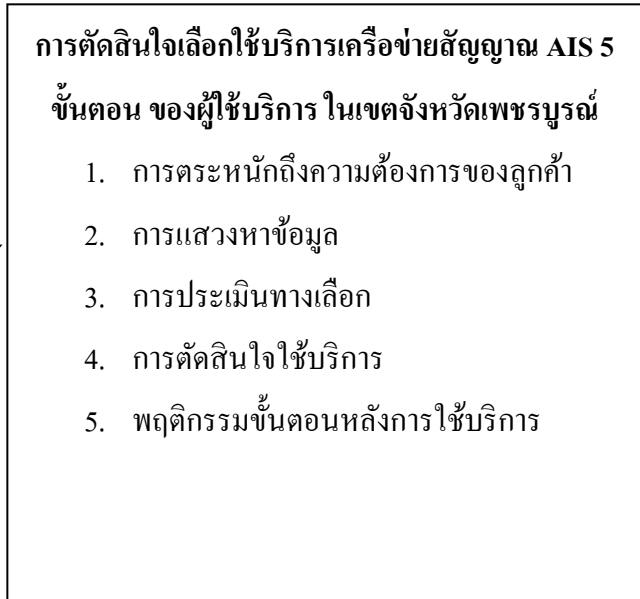 การตัดสินใจเลือกใช้บริการเครือข่ายสัญญาณ AIS 5
ขั้นตอน ของผู้ใช้บริการ ในเขตจังหวัดเพชรบูรณ์
1. การตระหนักถึงความต้องการของลูกค้า
2. การแสวงหาข้อมูล
3. การประเมินทางเลือก
4. การตัดสินใจใช้บริการ
5. พฤติกรรมขั้นตอนหลังการใช้บริการ